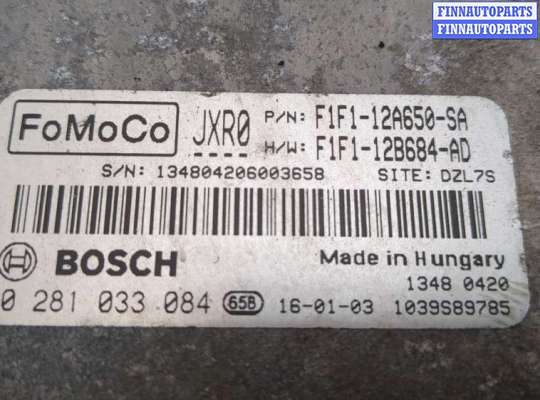 FINNAUTOPARTS
FINNAUTOPARTS
FINNAUTOPARTS
FoMoCo JXR0 P/N: F1F1-12A650-SA
H/W: F1F1-12B684-AD
S/N: 134804206003658 SITE: DZL7S
BOSCH Made in Hungary
1348 0420
0 281 033 084 65B 16-01-03 1039S89785